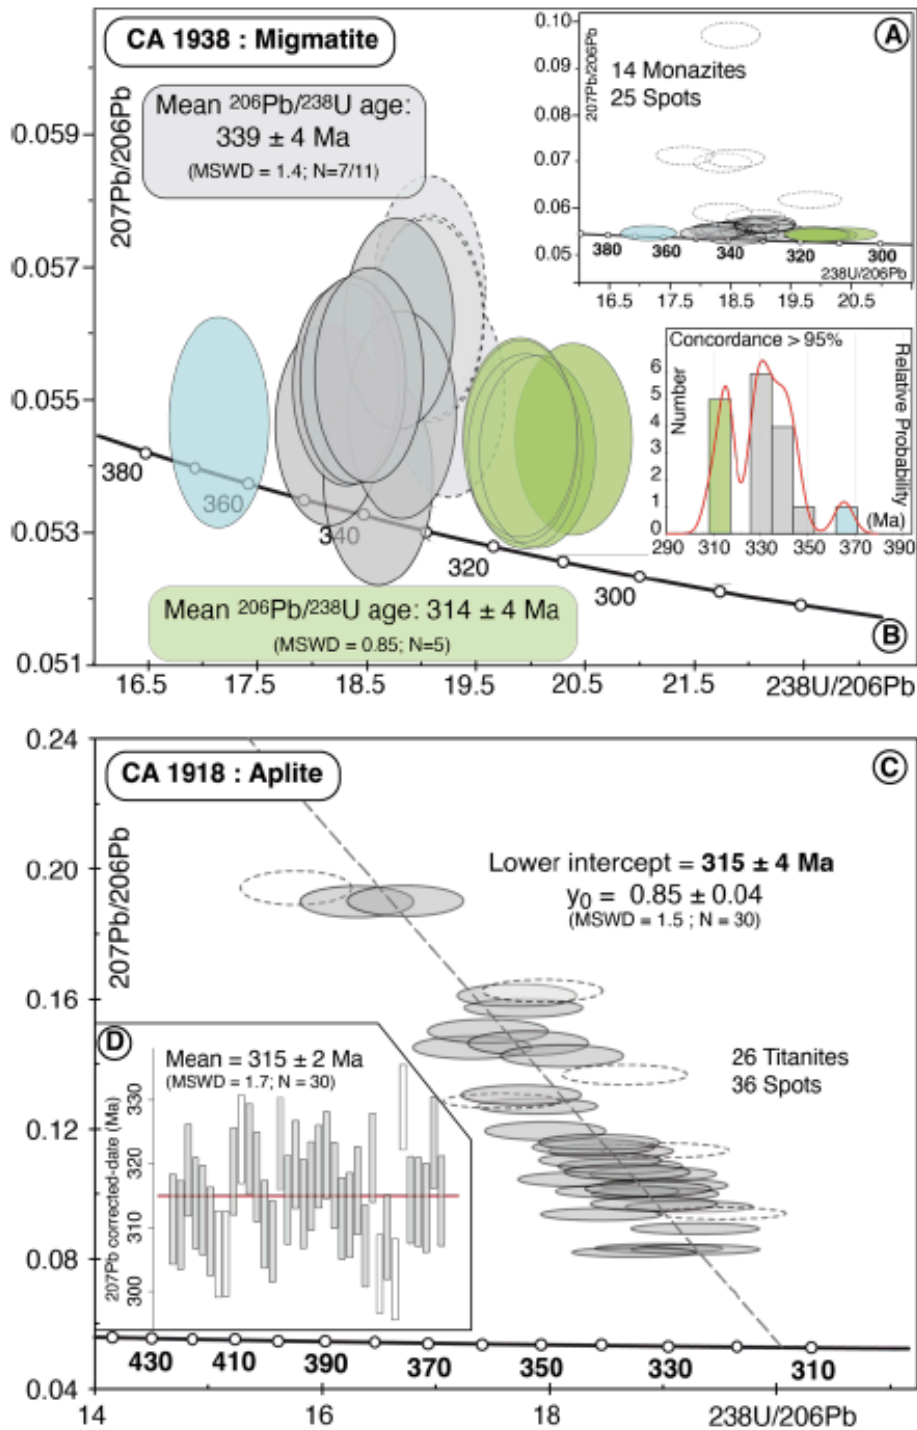 CA 1938 : Migmatite
A
207Pb/206Pb
Mean 206Pb/238U age:
339 ± 4 Ma
(MSWD = 1.4; N=7/11)
0.059
0.057
0.055
0.053
0.051
0.10
0.09
0.08
0.07
0.06
0.05
207Pb/206Pb
14 Monazites
25 Spots
380 360 340 320 300
238U/206Pb
16.5 17.5 18.5 19.5 20.5
Concordance > 95%
Number
Relative Probability
6
5
4
3
2
1
0
(Ma)
290 310 330 350 370 390
380
360
340
320
300
Mean 206Pb/238U age: 314 ± 4 Ma
(MSWD = 0.85; N=5)
B
16.5 17.5 18.5 19.5 20.5 21.5 238U/206Pb
CA 1918 : Aplite
C
0.24
0.20
0.16
0.12
0.08
0.04
207Pb/206Pb
Lower intercept = 315 ± 4 Ma
y0 = 0.85 ± 0.04
(MSWD = 1.5 ; N = 30)
26 Titanites
36 Spots
D
Mean = 315 ± 2 Ma
(MSWD = 1.7; N = 30)
207Pb corrected-date (Ma)
330
320
310
300
430 410 390 370 350 330 310
14 16 18 238U/206Pb